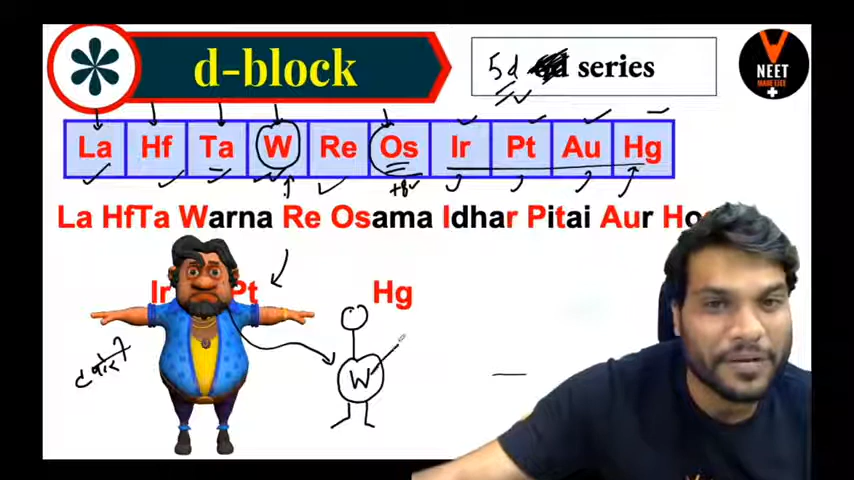 d-block
5d series
NEET
La Hf Ta W Re Os Ir Pt Au Hg
+8
La HfTa Warna Re Osama Idhar Pitai Aur
Ir Pt Hg
W